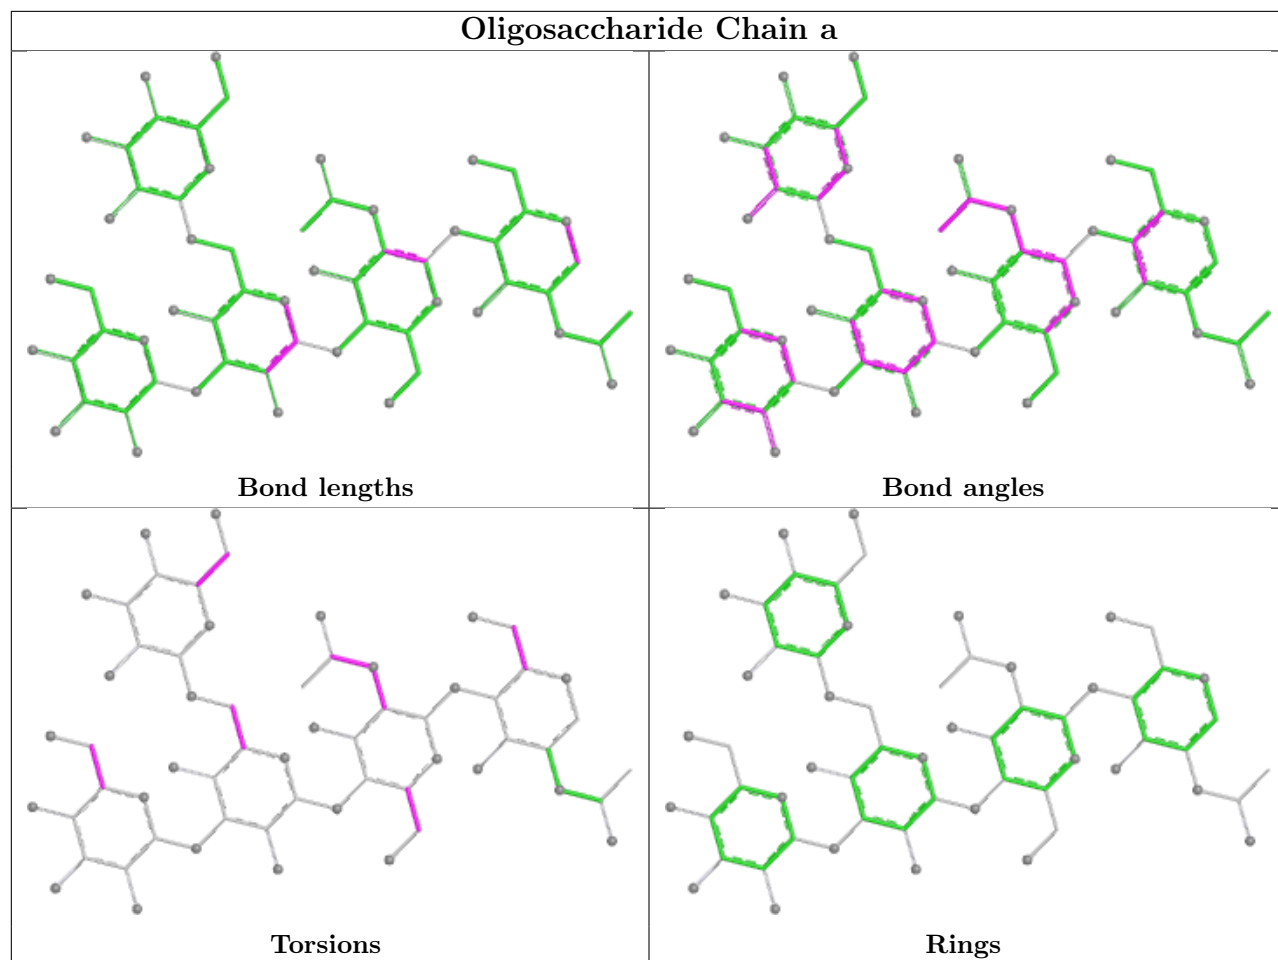 Oligosaccharide Chain a
Bond lengths
Bond angles
Torsions
Rings